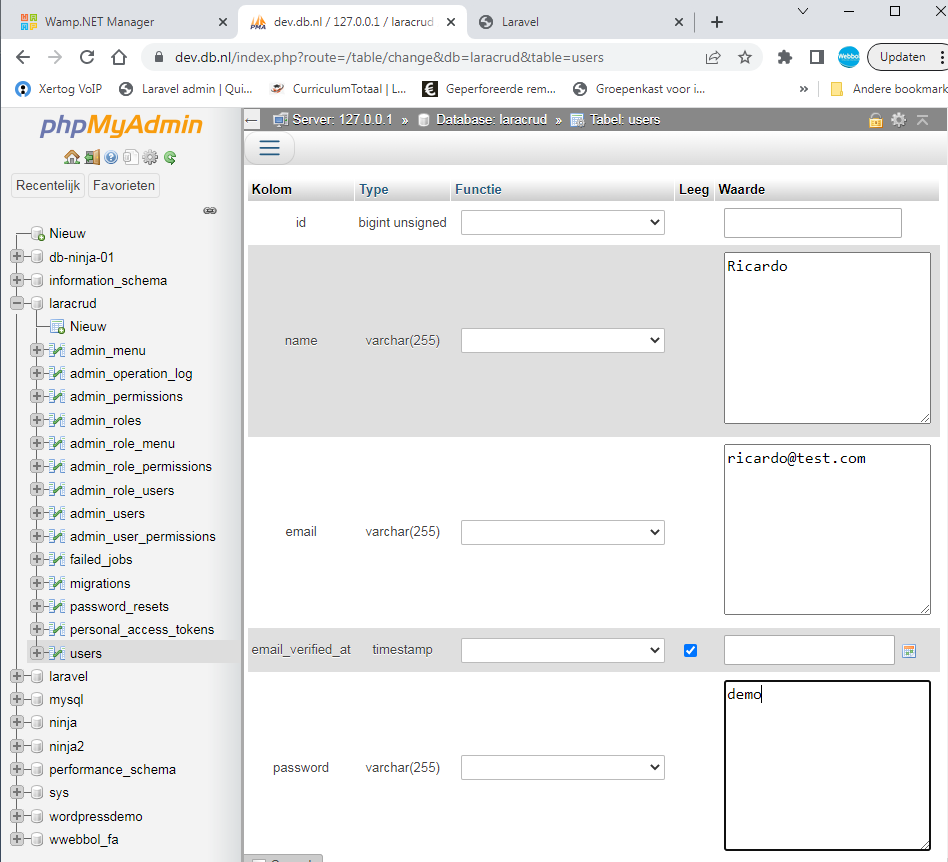 Wamp.NET Manager
dev.db.nl / 127.0.0.1 / laracrud
Laravel
dev.db.nl/index.php?route=/table/change&db=laracrud&table=users
Webbol
Updaten
Xertog VoIP
Laravel admin | Qui...
CurriculumTotaal | L...
Geperforeerde rem...
Groepenkast voor i...
»
Andere bookmark
phpMyAdmin
Recentelijk
Favorieten
Nieuw
db-ninja-01
information_schema
laracrud
Nieuw
admin_menu
admin_operation_log
admin_permissions
admin_roles
admin_role_menu
admin_role_permissions
admin_role_users
admin_users
admin_user_permissions
failed_jobs
migrations
password_resets
personal_access_tokens
users
laravel
mysql
ninja
ninja2
performance_schema
sys
wordpressdemo
wwebbol_fa
Server: 127.0.0.1 » Database: laracrud » Tabel: users
Kolom Type Functie Leeg Waarde
id bigint unsigned
name varchar(255) Ricardo
email varchar(255) ricardo@test.com
email_verified_at timestamp
password varchar(255) demo